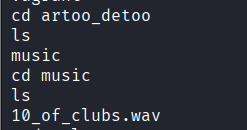 cd artoo_detoo
ls
music
cd music
ls
10_of_clubs.wav